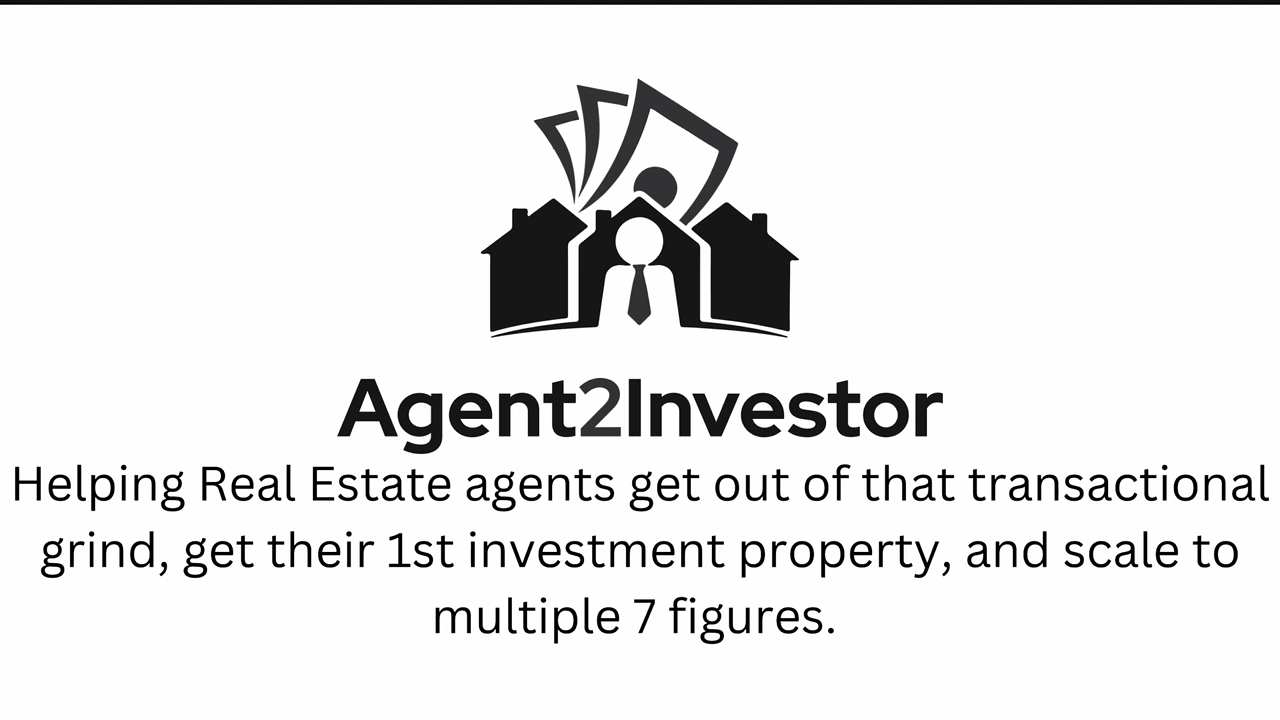 Agent2Investor
Helping Real Estate agents get out of that transactional
grind, get their 1st investment property, and scale to
multiple 7 figures.